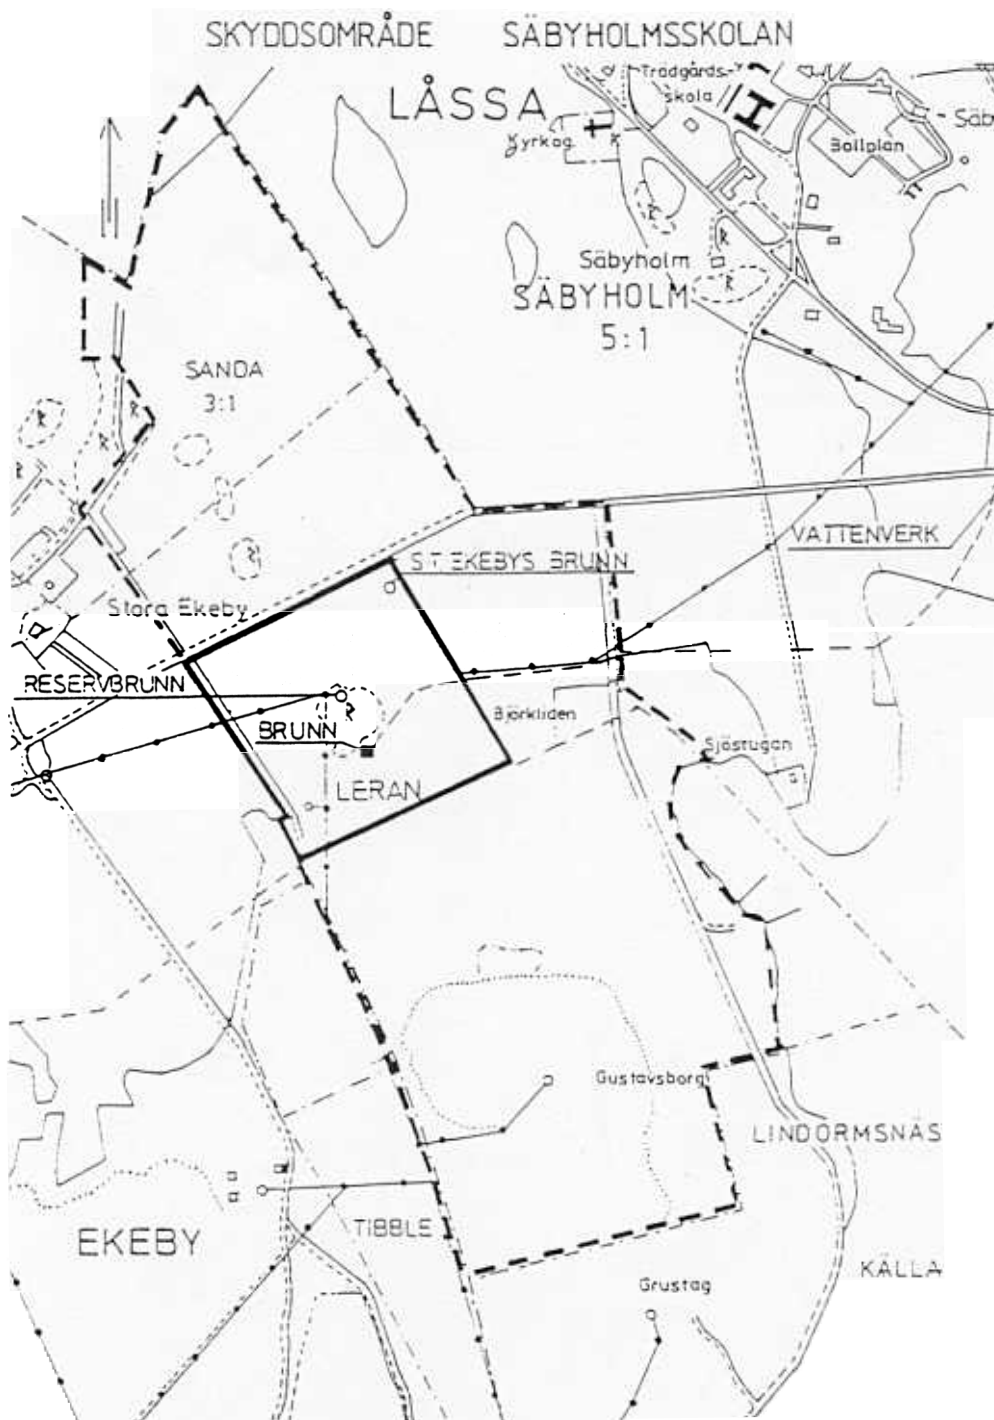 SKYDDSOMRÅDE SÄBYHOLMSSKOLAN
LÅSSA
Trädgårds-
skola
Kyrkog.
Bollplan
Säb
Säbyholm
SÄBYHOLM
5:1
SANDA
3:1
VATTENVERK
ST. EKEBYS BRUNN
Stora Ekeby
RESERVBRUNN
BRUNN
Björkliden
Sjöstugan
LERAN
Gustavsborg
LINDORMSNÄS
TIBBLE
EKEBY
KÄLLA
Grustag